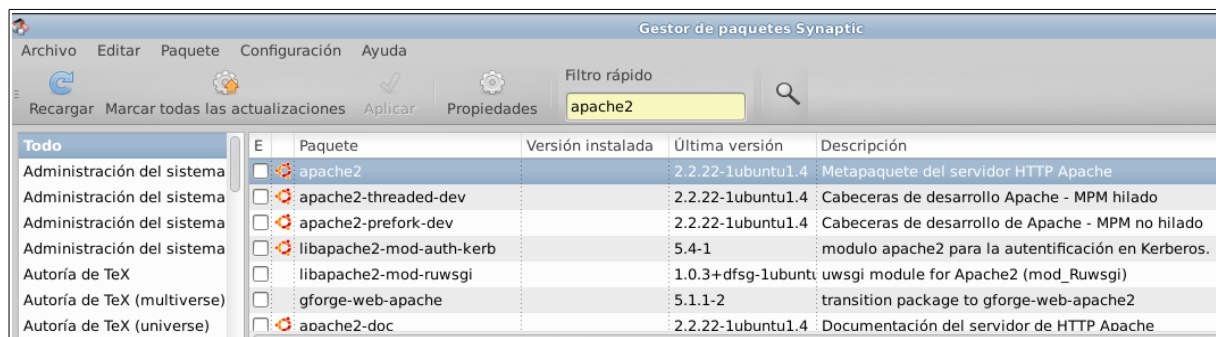 Gestor de paquetes Synaptic
Archivo Editar Paquete Configuración Ayuda
Filtro rápido
Recargar Marcar todas las actualizaciones Aplicar Propiedades apache2
Todo E Paquete Versión instalada Última versión Descripción
Administración del sistema apache2 2.2.22-1ubuntu1.4 Metapaquete del servidor HTTP Apache
Administración del sistema apache2-threaded-dev 2.2.22-1ubuntu1.4 Cabeceras de desarrollo Apache - MPM hilado
Administración del sistema apache2-prefork-dev 2.2.22-1ubuntu1.4 Cabeceras de desarrollo de Apache - MPM no hilado
Administración del sistema libapache2-mod-auth-kerb 5.4-1 modulo apache2 para la autentificación en Kerberos.
Autoría de TeX libapache2-mod-ruwsgi 1.0.3+dfsg-1ubuntu uwsgi module for Apache2 (mod_Ruwsgi)
Autoría de TeX (multiverse) gforge-web-apache 5.1.1-2 transition package to gforge-web-apache2
Autoría de TeX (universe) apache2-doc 2.2.22-1ubuntu1.4 Documentación del servidor de HTTP Apache